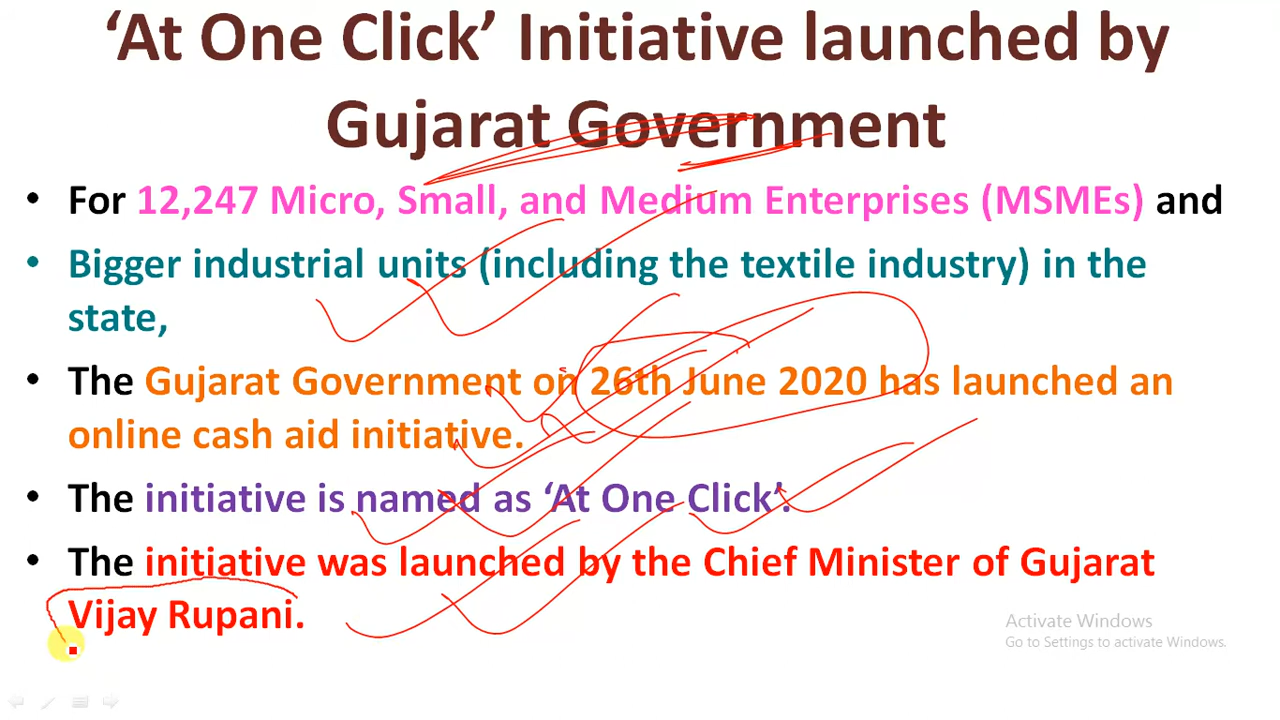 ‘At One Click’ Initiative launched by
Gujarat Government
• For 12,247 Micro, Small, and Medium Enterprises (MSMEs) and
• Bigger industrial units (including the textile industry) in the
state,
• The Gujarat Government on 26th June 2020 has launched an
online cash aid initiative.
• The initiative is named as ‘At One Click’.
• The initiative was launched by the Chief Minister of Gujarat
Vijay Rupani.
Activate Windows
Go to Settings to activate Windows.